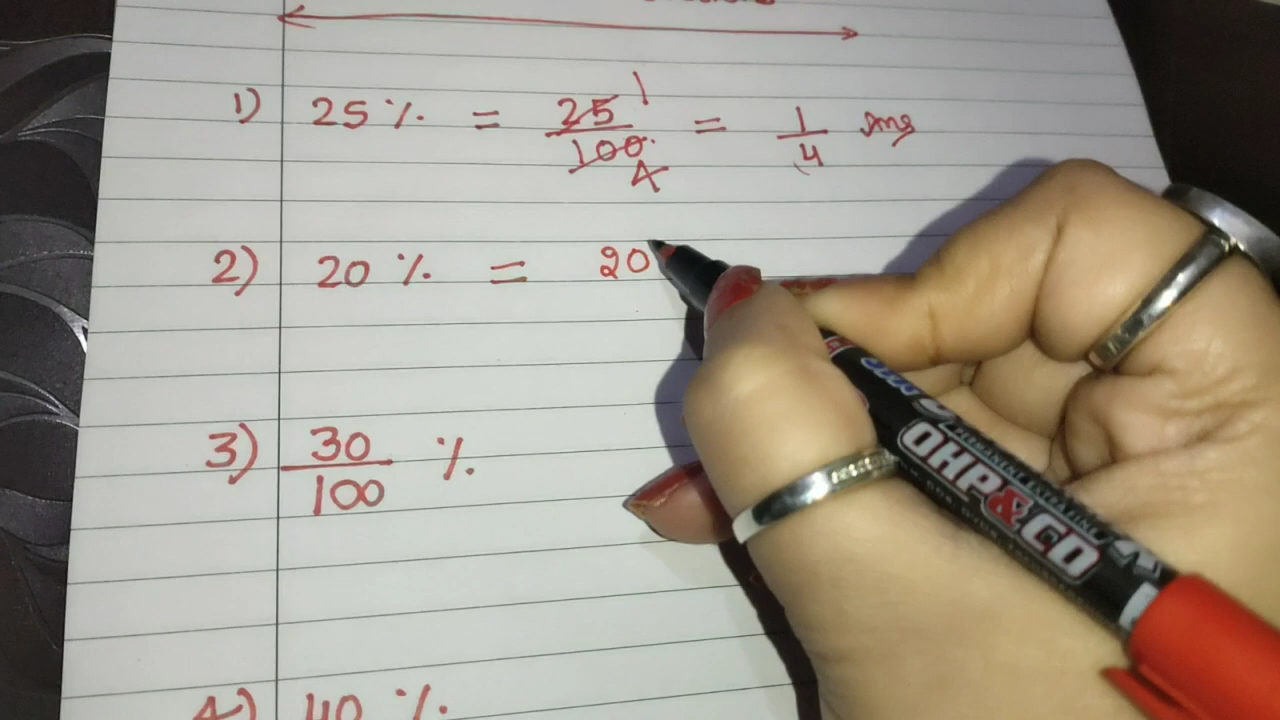 1) 25 % = 25/100 1 4 = 1/4 Ans
2) 20 % = 20
3) 30/100 %
4) 40 %
OHP&CO